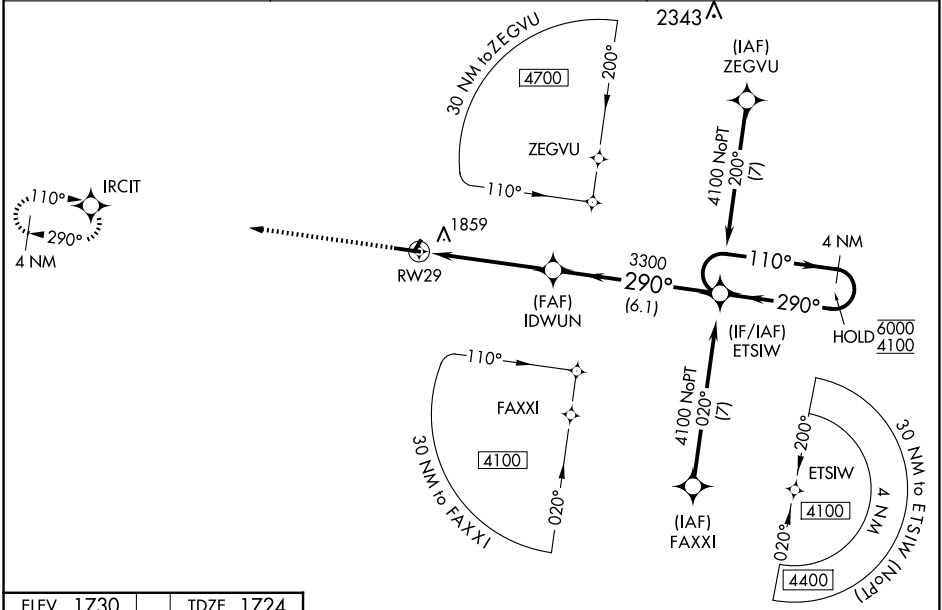 2343
(IAF)
ZEGVU
30 NM to ZEGVU
4700
200°
ZEGVU
110°
4100 NoPT
200°
(7)
IRCIT
110°
290°
4 NM
1859
RW29
(FAF)
IDWUN
3300
290°
(6.1)
110°
4 NM
290°
(IF/IAF)
ETSIW
HOLD 6000
4100
110°
FAXXI
4100
020°
30 NM to FAXXI
4100 NoPT
020°
(7)
(IAF)
FAXXI
200°
ETSIW
4100
020°
4 NM
4400
30 NM to ETSIW (NoPT)
ELEV 1730
TDZE 1724